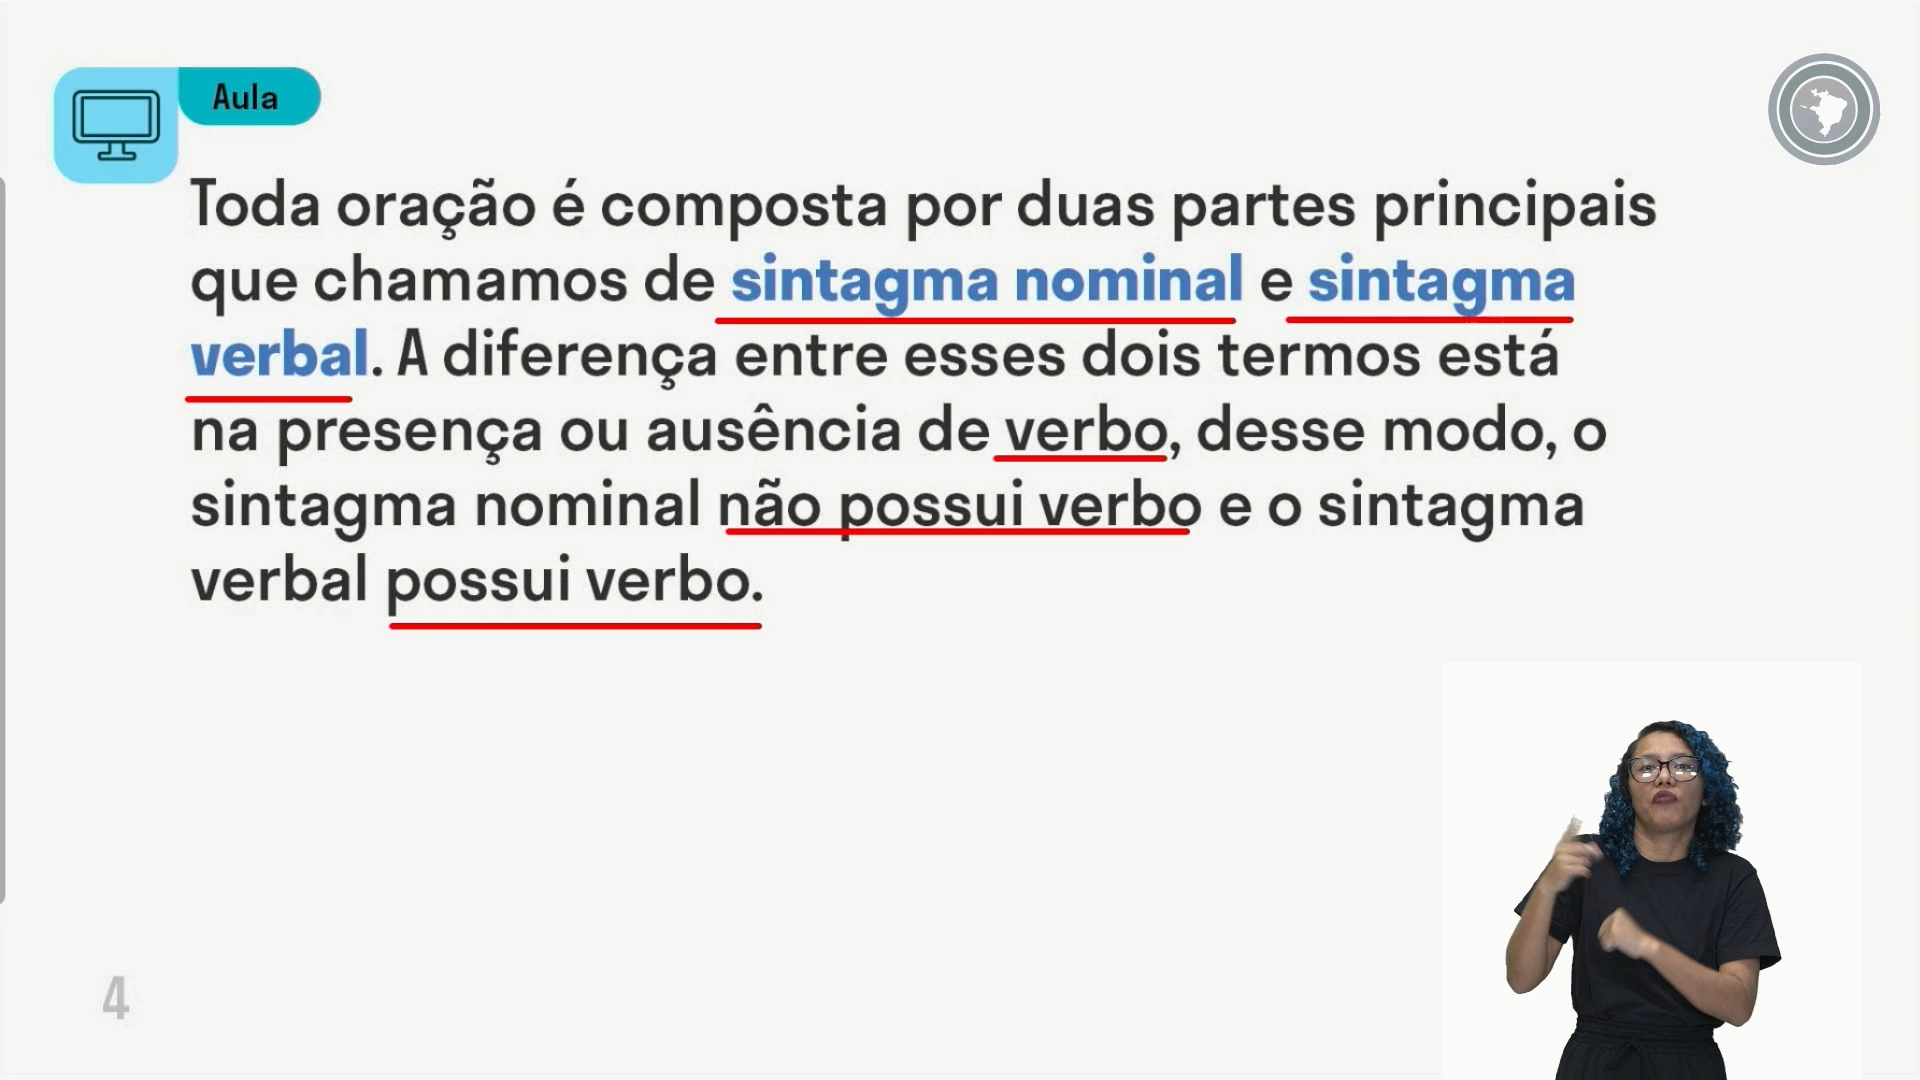 Aula
Toda oração é composta por duas partes principais
que chamamos de sintagma nominal e sintagma
verbal. A diferença entre esses dois termos está
na presença ou ausência de verbo, desse modo, o
sintagma nominal não possui verbo e o sintagma
verbal possui verbo.
4